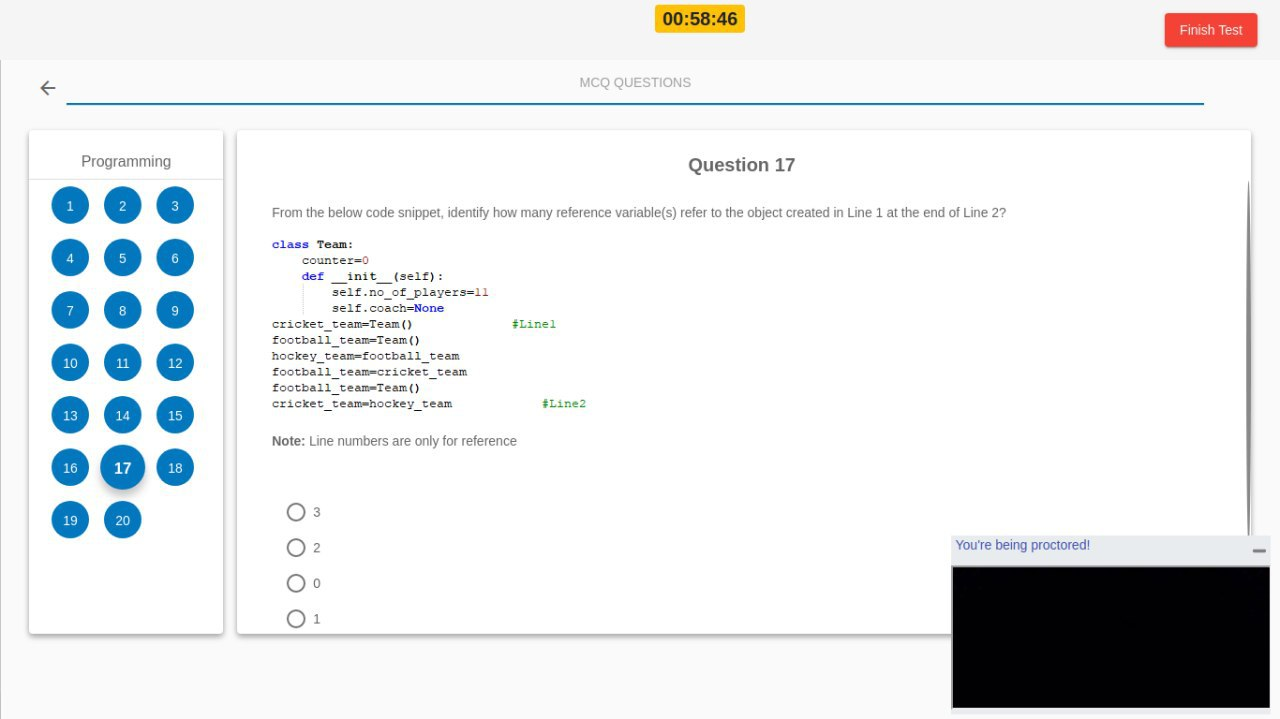 00:58:46
Finish Test
MCQ QUESTIONS
Programming
1 2 3
4 5 6
7 8 9
10 11 12
13 14 15
16 17 18
19 20
Question 17
From the below code snippet, identify how many reference variable(s) refer to the object created in Line 1 at the end of Line 2?
class Team:
    counter=0
    def __init__(self):
        self.no_of_players=11
        self.coach=None
cricket_team=Team()             #Line1
football_team=Team()
hockey_team=football_team
football_team=cricket_team
football_team=Team()
cricket_team=hockey_team            #Line2
Note: Line numbers are only for reference
3
2
0
1
You're being proctored!